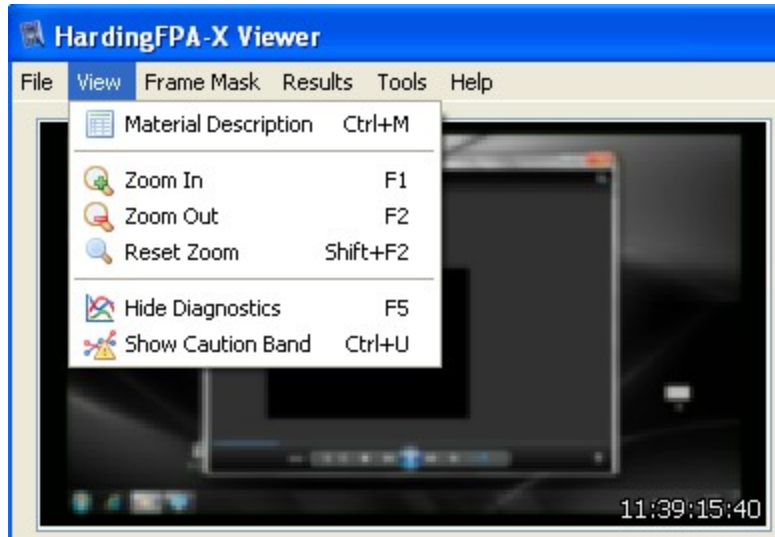 HardingFPA-X Viewer
File View Frame Mask Results Tools Help
Material Description Ctrl+M
Zoom In F1
Zoom Out F2
Reset Zoom Shift+F2
Hide Diagnostics F5
Show Caution Band Ctrl+U
11:39:15:40